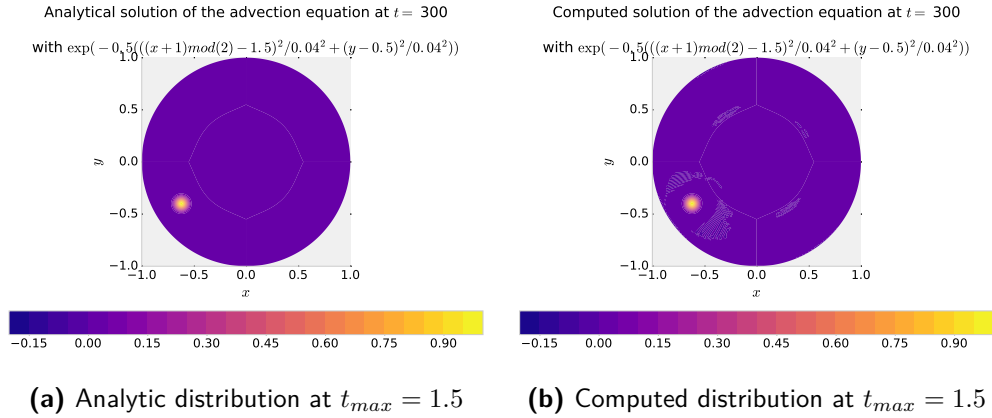 Analytical solution of the advection equation at t = 300
with exp(−0.5(((x+1)mod(2)−1.5)²/0.04²+(y−0.5)²/0.04²))
1.0
0.5
0.0
−0.5
−1.0
y
−1.0 −0.5 0.0 0.5 1.0
x
−0.15 0.00 0.15 0.30 0.45 0.60 0.75 0.90
(a) Analytic distribution at tmax = 1.5
Computed solution of the advection equation at t = 300
with exp(−0.5(((x+1)mod(2)−1.5)²/0.04²+(y−0.5)²/0.04²))
1.0
0.5
0.0
−0.5
−1.0
y
−1.0 −0.5 0.0 0.5 1.0
x
−0.15 0.00 0.15 0.30 0.45 0.60 0.75 0.90
(b) Computed distribution at tmax = 1.5